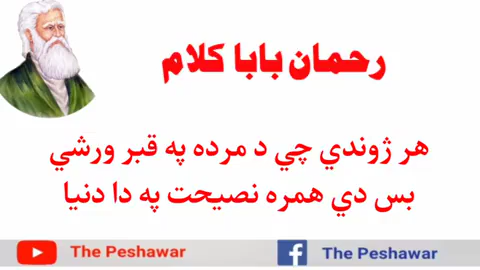 رحمان بابا کلام
هر ژوندي چي د مرده په قبر ورشي
بس دي همره نصيحت په دا دنيا
The Peshawar
The Peshawar